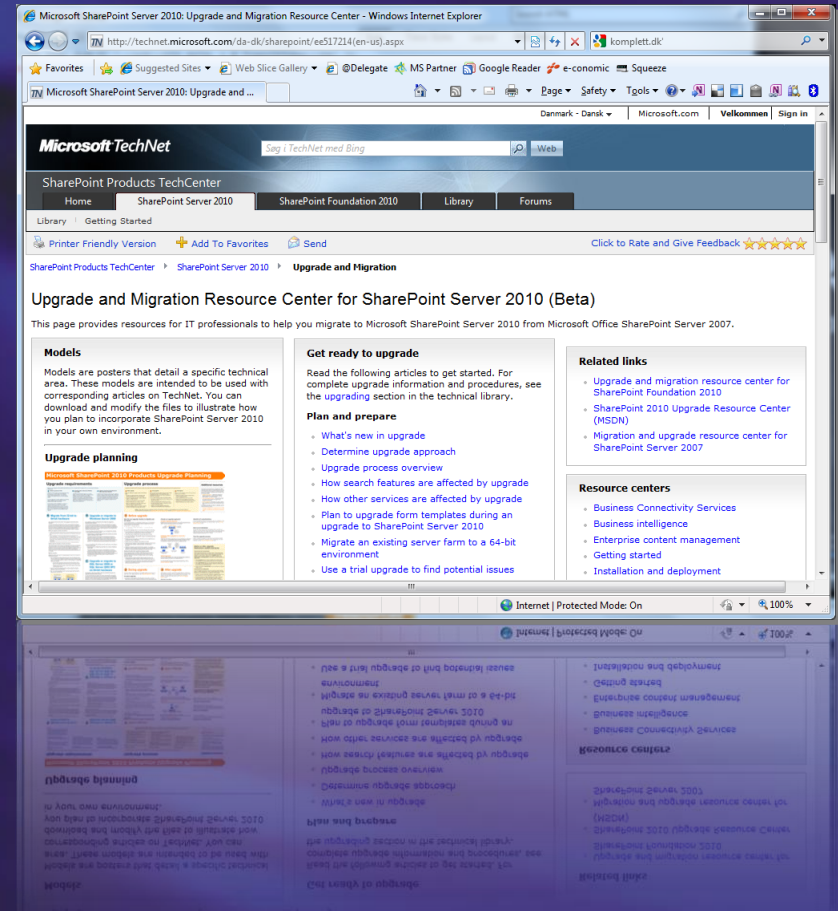 Microsoft SharePoint Server 2010: Upgrade and Migration Resource Center - Windows Internet Explorer
http://technet.microsoft.com/da-dk/sharepoint/ee517214(en-us).aspx
komplett.dk'
Favorites Suggested Sites Web Slice Gallery @Delegate MS Partner Google Reader e-conomic Squeeze
Microsoft SharePoint Server 2010: Upgrade and ...
Page Safety Tools
Danmark - Dansk Microsoft.com Velkommen Sign in
Microsoft TechNet
Søg i TechNet med Bing
Web
SharePoint Products TechCenter
Home SharePoint Server 2010 SharePoint Foundation 2010 Library Forums
Library Getting Started
Printer Friendly Version Add To Favorites Send Click to Rate and Give Feedback
SharePoint Products TechCenter SharePoint Server 2010 Upgrade and Migration
Upgrade and Migration Resource Center for SharePoint Server 2010 (Beta)
This page provides resources for IT professionals to help you migrate to Microsoft SharePoint Server 2010 from Microsoft Office SharePoint Server 2007.
Models
Models are posters that detail a specific technical
area. These models are intended to be used with
corresponding articles on TechNet. You can
download and modify the files to illustrate how
you plan to incorporate SharePoint Server 2010
in your own environment.
Upgrade planning
Microsoft SharePoint 2010 Products Upgrade Planning
Upgrade requirements Upgrade process
Get ready to upgrade
Read the following articles to get started. For
complete upgrade information and procedures, see
the upgrading section in the technical library.
Plan and prepare
What's new in upgrade
Determine upgrade approach
Upgrade process overview
How search features are affected by upgrade
How other services are affected by upgrade
Plan to upgrade form templates during an
upgrade to SharePoint Server 2010
Migrate an existing server farm to a 64-bit
environment
Use a trial upgrade to find potential issues
Related links
Upgrade and migration resource center for
SharePoint Foundation 2010
SharePoint 2010 Upgrade Resource Center
(MSDN)
Migration and upgrade resource center for
SharePoint Server 2007
Resource centers
Business Connectivity Services
Business intelligence
Enterprise content management
Getting started
Installation and deployment
Internet | Protected Mode: On
100%